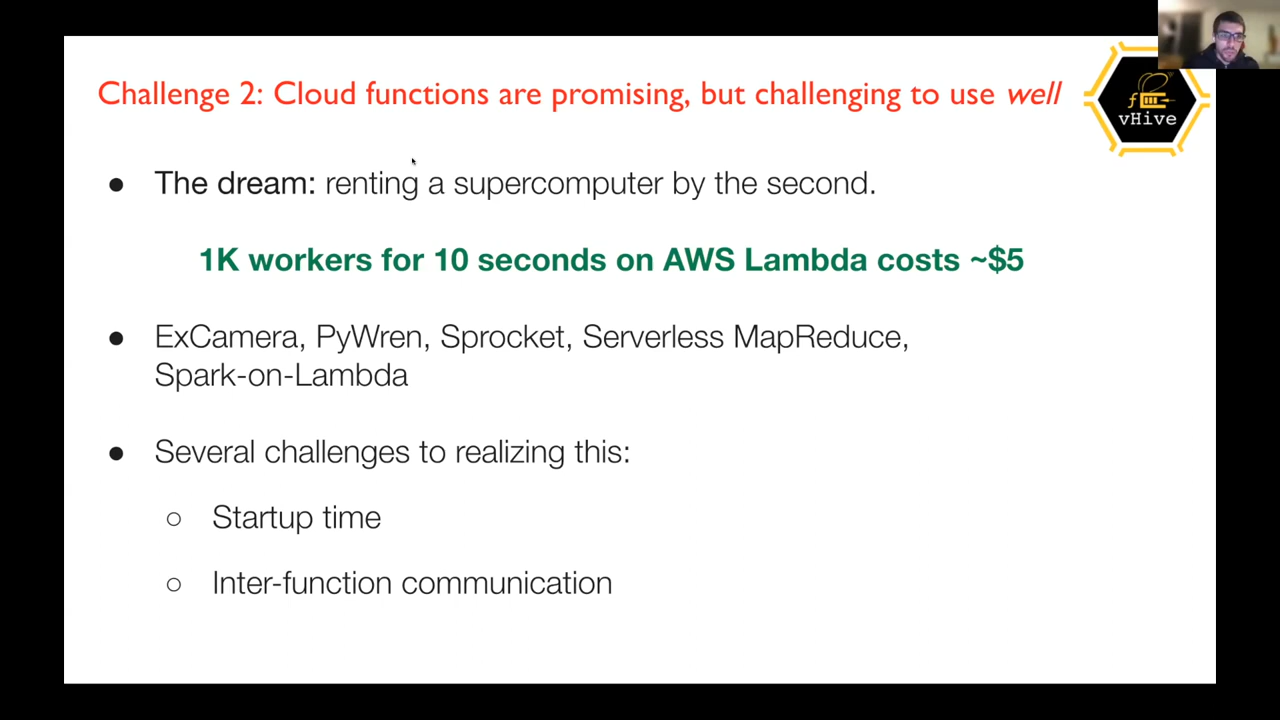 Challenge 2: Cloud functions are promising, but challenging to use well
vHive
● The dream: renting a supercomputer by the second.
1K workers for 10 seconds on AWS Lambda costs ~$5
● ExCamera, PyWren, Sprocket, Serverless MapReduce,
Spark-on-Lambda
● Several challenges to realizing this:
○ Startup time
○ Inter-function communication